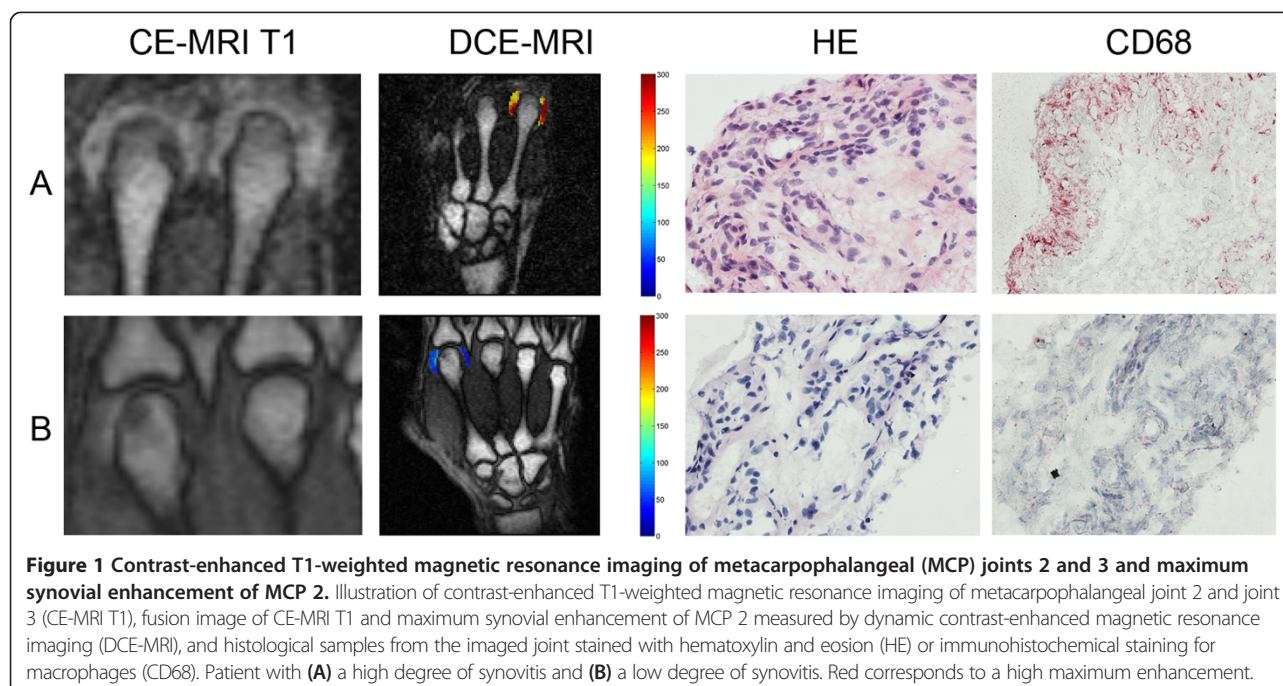 CE-MRI T1 DCE-MRI HE CD68
A
300
250
200
150
100
50
0
B
300
250
200
150
100
50
0
Figure 1 Contrast-enhanced T1-weighted magnetic resonance imaging of metacarpophalangeal (MCP) joints 2 and 3 and maximum
synovial enhancement of MCP 2. Illustration of contrast-enhanced T1-weighted magnetic resonance imaging of metacarpophalangeal joint 2 and joint
3 (CE-MRI T1), fusion image of CE-MRI T1 and maximum synovial enhancement of MCP 2 measured by dynamic contrast-enhanced magnetic resonance
imaging (DCE-MRI), and histological samples from the imaged joint stained with hematoxylin and eosion (HE) or immunohistochemical staining for
macrophages (CD68). Patient with (A) a high degree of synovitis and (B) a low degree of synovitis. Red corresponds to a high maximum enhancement.